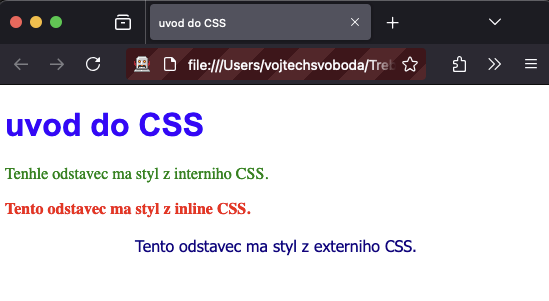 uvod do CSS
file:///Users/vojtechsvoboda/Treb
uvod do CSS
Tenhle odstavec ma styl z interniho CSS.
Tento odstavec ma styl z inline CSS.
Tento odstavec ma styl z externiho CSS.